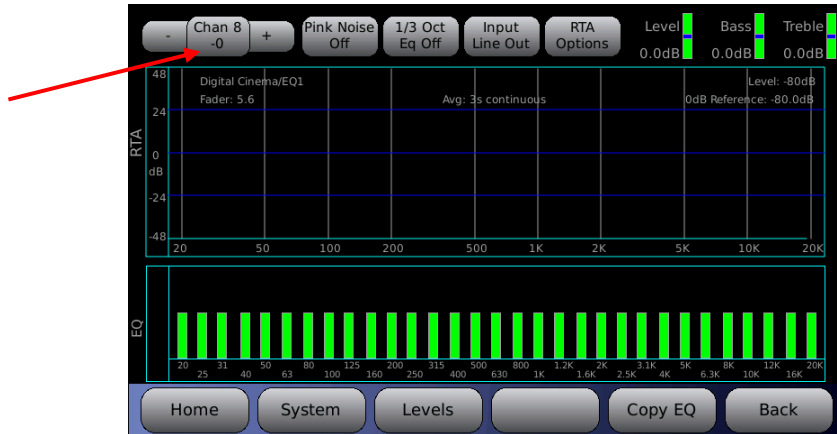 - Chan 8 -0 +
Pink Noise Off
1/3 Oct Eq Off
Input Line Out
RTA Options
Level 0.0dB
Bass 0.0dB
Treble 0.0dB
Digital Cinema/EQ1
Level: -80dB
Fader: 5.6
Avg: 3s continuous
0dB Reference: -80.0dB
RTA
48
24
0
dB
-24
-48
20 50 100 200 500 1K 2K 5K 10K 20K
EQ
20 31 50 80 125 200 315 500 800 1.2K 2K 3.1K 5K 8K 12K 20K
25 40 63 100 160 250 400 630 1K 1.6K 2.5K 4K 6.3K 10K 16K
Home System Levels Copy EQ Back